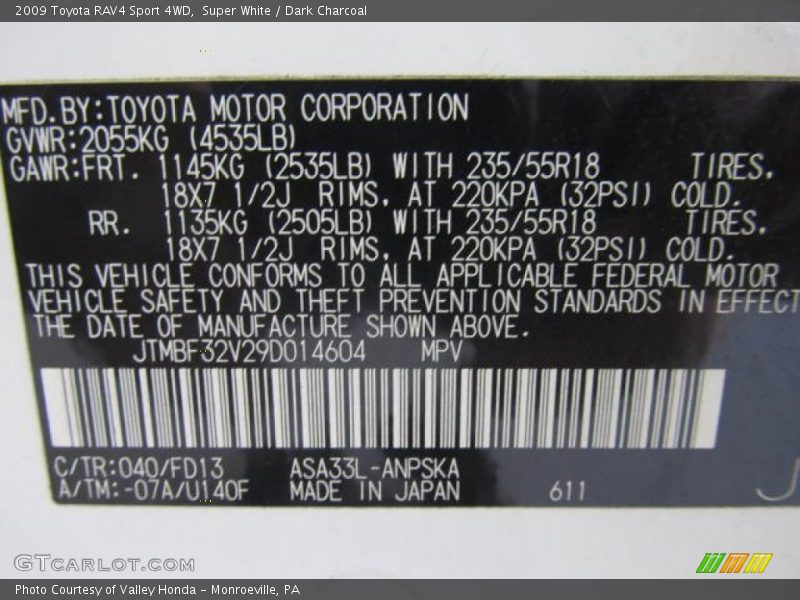 2009 Toyota RAV4 Sport 4WD, Super White / Dark Charcoal
MFD.BY:TOYOTA MOTOR CORPORATION
GVWR:2055KG (4535LB)
GAWR:FRT. 1145KG (2535LB) WITH 235/55R18 TIRES.
18X7 1/2J RIMS, AT 220KPA (32PSI) COLD.
RR. 1135KG (2505LB) WITH 235/55R18 TIRES.
18X7 1/2J RIMS, AT 220KPA (32PSI) COLD.
THIS VEHICLE CONFORMS TO ALL APPLICABLE FEDERAL MOTOR
VEHICLE SAFETY AND THEFT PREVENTION STANDARDS IN EFFECT
THE DATE OF MANUFACTURE SHOWN ABOVE.
JTMBF32V29D014604 MPV
C/TR:040/FD13 ASA33L-ANPSKA
A/TM:-07A/U140F MADE IN JAPAN 611
J
GTCarLot.com
Photo Courtesy of Valley Honda - Monroeville, PA